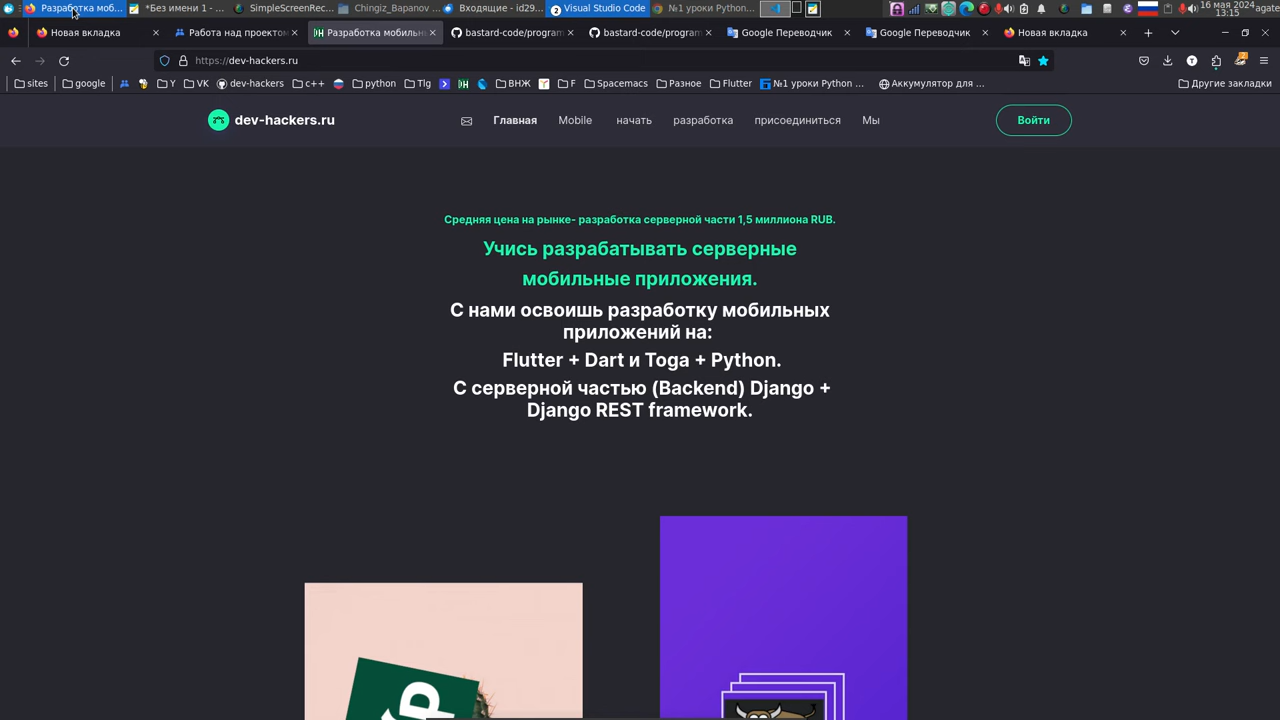 Разработка моб...
*Без имени 1 - ...
SimpleScreenRec...
Chingiz_Bapanov ...
Входящие - id29...
2 Visual Studio Code
№1 уроки Python...
16 мая 2024
13:15
agate
Новая вкладка
Работа над проектом
Разработка мобильн
bastard-code/program
bastard-code/program
Google Переводчик
Google Переводчик
Новая вкладка
https://dev-hackers.ru
sites
google
Y
VK
dev-hackers
c++
python
Tlg
ВНЖ
F
Spacemacs
Разное
Flutter
№1 уроки Python ...
Аккумулятор для ...
Другие закладки
dev-hackers.ru
Главная
Mobile
начать
разработка
присоединиться
Мы
Войти
Средняя цена на рынке- разработка серверной части 1,5 миллиона RUB.
Учись разрабатывать серверные
мобильные приложения.
С нами освоишь разработку мобильных
приложений на:
Flutter + Dart и Toga + Python.
С серверной частью (Backend) Django +
Django REST framework.